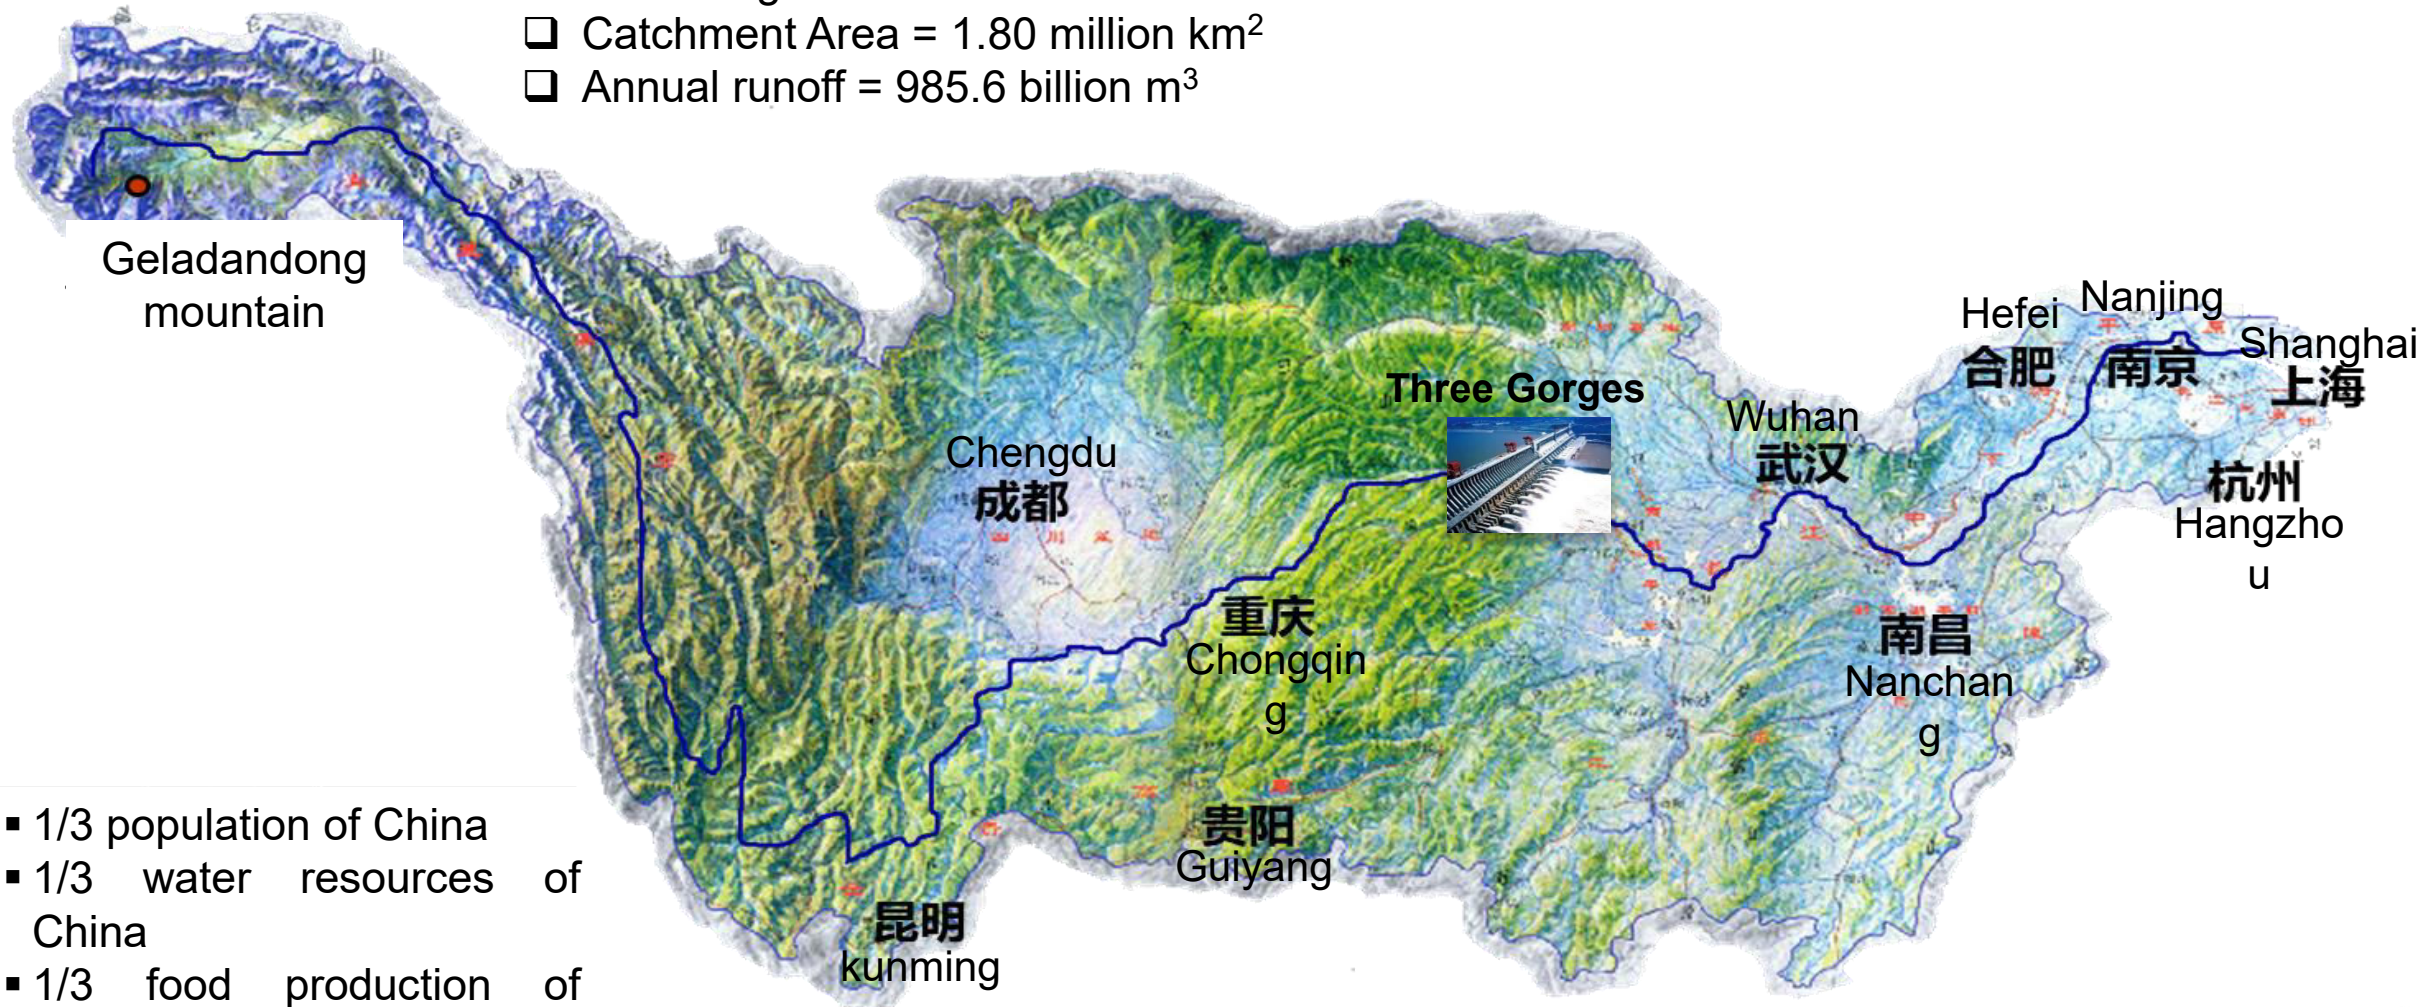 ❑ Catchment Area = 1.80 million km²
❑ Annual runoff = 985.6 billion m³
Geladandong
mountain
Hefei
合肥
Nanjing
南京
Shanghai
上海
Three Gorges
Wuhan
武汉
Chengdu
成都
杭州
Hangzho
u
重庆
Chongqin
g
南昌
Nanchan
g
贵阳
Guiyang
昆明
kunming
▪ 1/3 population of China
▪ 1/3 water resources of
China
▪ 1/3 food production of